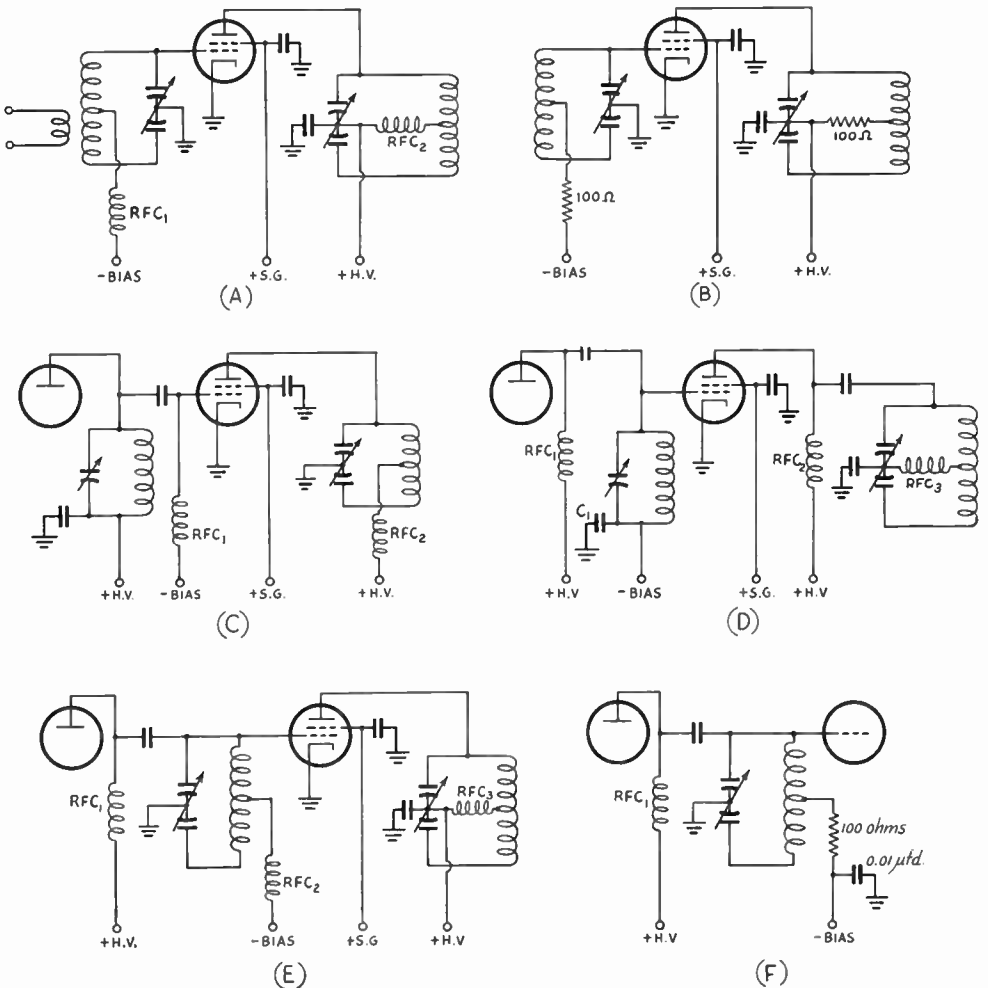 RFC₂
100Ω
RFC₁
100Ω
-BIAS
+S.G.
+H.V.
-BIAS
+S.G.
+H.V.
(A)
(B)
RFC₁
RFC₂
RFC₃
C₁
RFC₁
RFC₂
+H.V.
-BIAS
+S.G.
+H.V.
+H.V
-BIAS
+S.G
+H.V
(C)
(D)
RFC₁
RFC₃
RFC₁
100 ohms
0.01 µfd.
RFC₂
+H.V.
-BIAS
+S.G
+H.V
+H.V
-BIAS
(E)
(F)